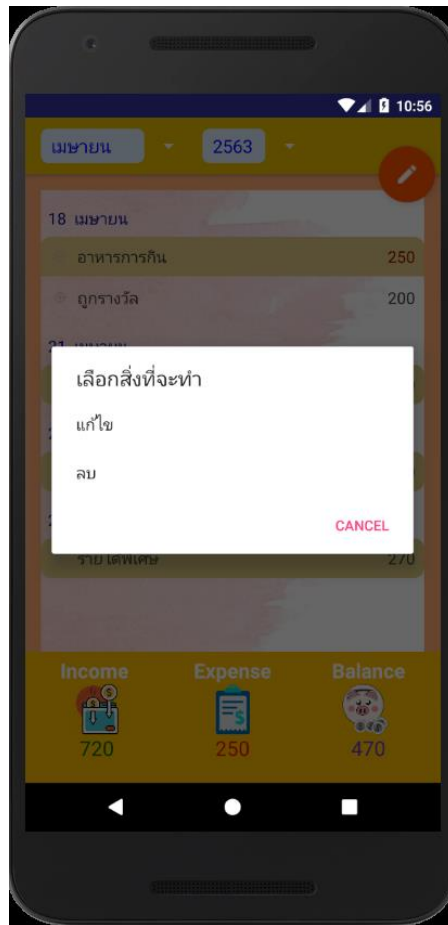 10:56
เมษายน 2563
18 เมษายน
อาหารการกิน 250
ถูกรางวัล 200
เลือกสิ่งที่จะทำ
แก้ไข
ลบ
CANCEL
รายได้พิเศษ 270
Income Expense Balance
720 250 470